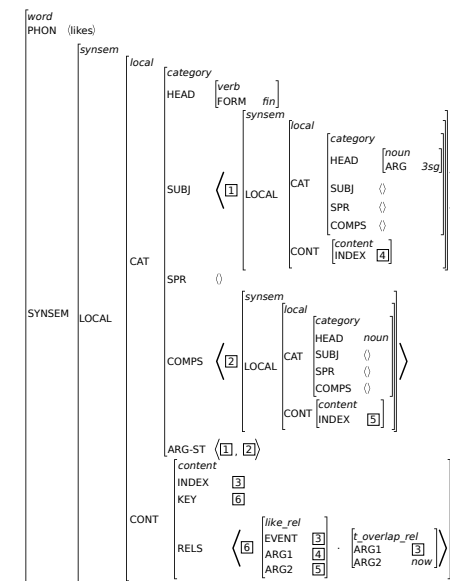 word
PHON ⟨likes⟩
synsem
local
category
HEAD verb
FORM fin
synsem
local
category
HEAD noun
ARG 3sg
SUBJ ⟨1 LOCAL CAT SUBJ ⟨⟩
SPR ⟨⟩
COMPS ⟨⟩
CONT content
INDEX 4
CAT
SPR ⟨⟩
SYNSEM LOCAL
synsem
local
category
HEAD noun
COMPS ⟨2 LOCAL CAT SUBJ ⟨⟩
SPR ⟨⟩
COMPS ⟨⟩
CONT content
INDEX 5 ⟩
ARG-ST ⟨1, 2⟩
content
INDEX 3
KEY 6
CONT
RELS ⟨6 like_rel
EVENT 3
ARG1 4
ARG2 5
. t_overlap_rel
ARG1 3
ARG2 now ⟩